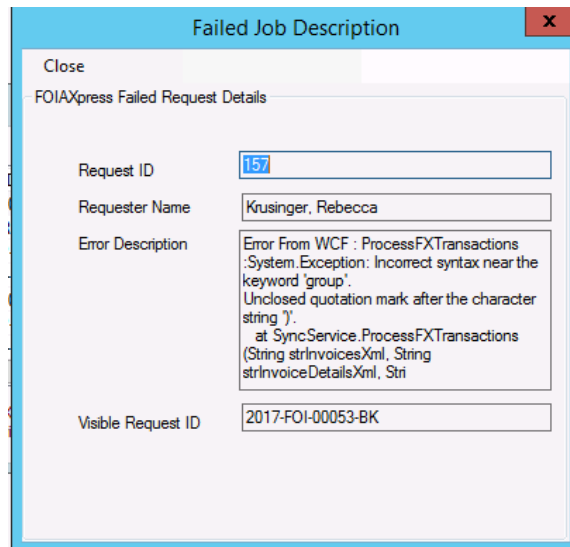 Failed Job Description
x
Close
FOIAXpress Failed Request Details
Request ID 157
Requester Name Krusinger, Rebecca
Error Description Error From WCF : ProcessFXTransactions
:System.Exception: Incorrect syntax near the
keyword 'group'.
Unclosed quotation mark after the character
string ')'.
at SyncService.ProcessFXTransactions
(String strInvoicesXml, String
strInvoiceDetailsXml, Stri
Visible Request ID 2017-FOI-00053-BK